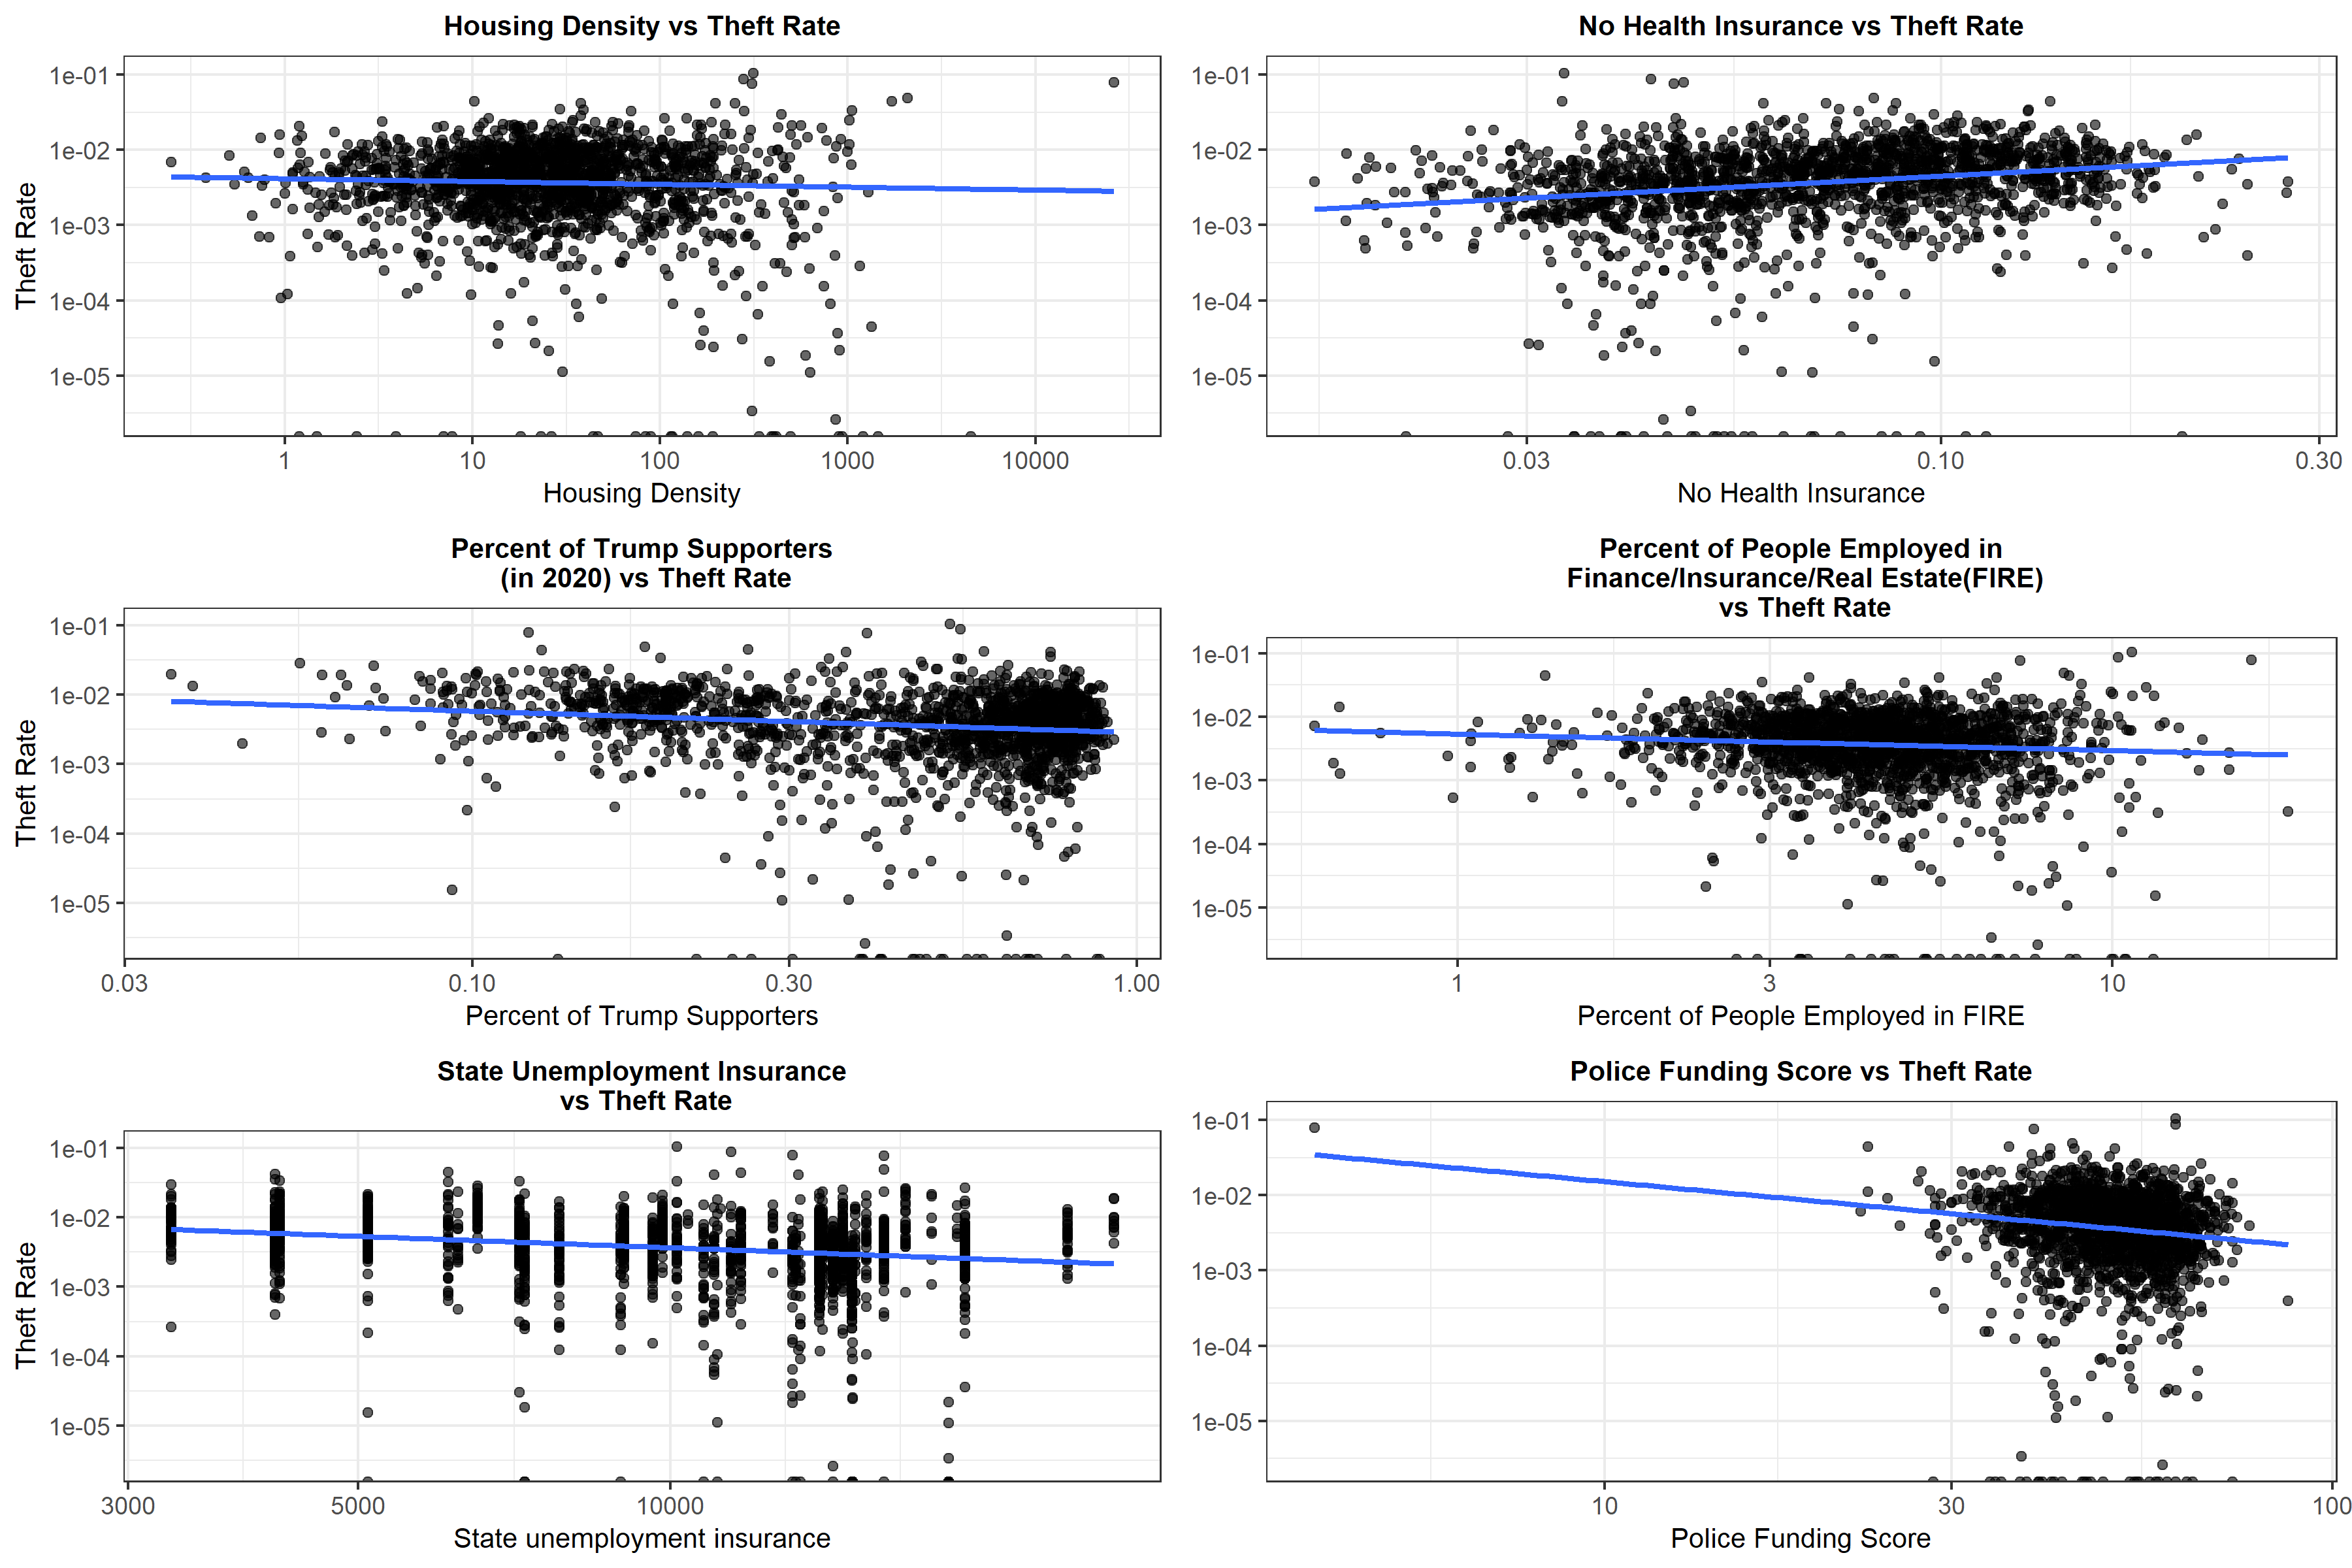 Housing Density vs Theft Rate
1e-01
1e-02
1e-03
1e-04
1e-05
Theft Rate
1 10 100 1000 10000
Housing Density
No Health Insurance vs Theft Rate
1e-01
1e-02
1e-03
1e-04
1e-05
0.03 0.10 0.30
No Health Insurance
Percent of Trump Supporters
(in 2020) vs Theft Rate
1e-01
1e-02
1e-03
1e-04
1e-05
Theft Rate
0.03 0.10 0.30 1.00
Percent of Trump Supporters
Percent of People Employed in
Finance/Insurance/Real Estate(FIRE)
vs Theft Rate
1e-01
1e-02
1e-03
1e-04
1e-05
1 3 10
Percent of People Employed in FIRE
State Unemployment Insurance
vs Theft Rate
1e-01
1e-02
1e-03
1e-04
1e-05
Theft Rate
3000 5000 10000
State unemployment insurance
Police Funding Score vs Theft Rate
1e-01
1e-02
1e-03
1e-04
1e-05
10 30 100
Police Funding Score